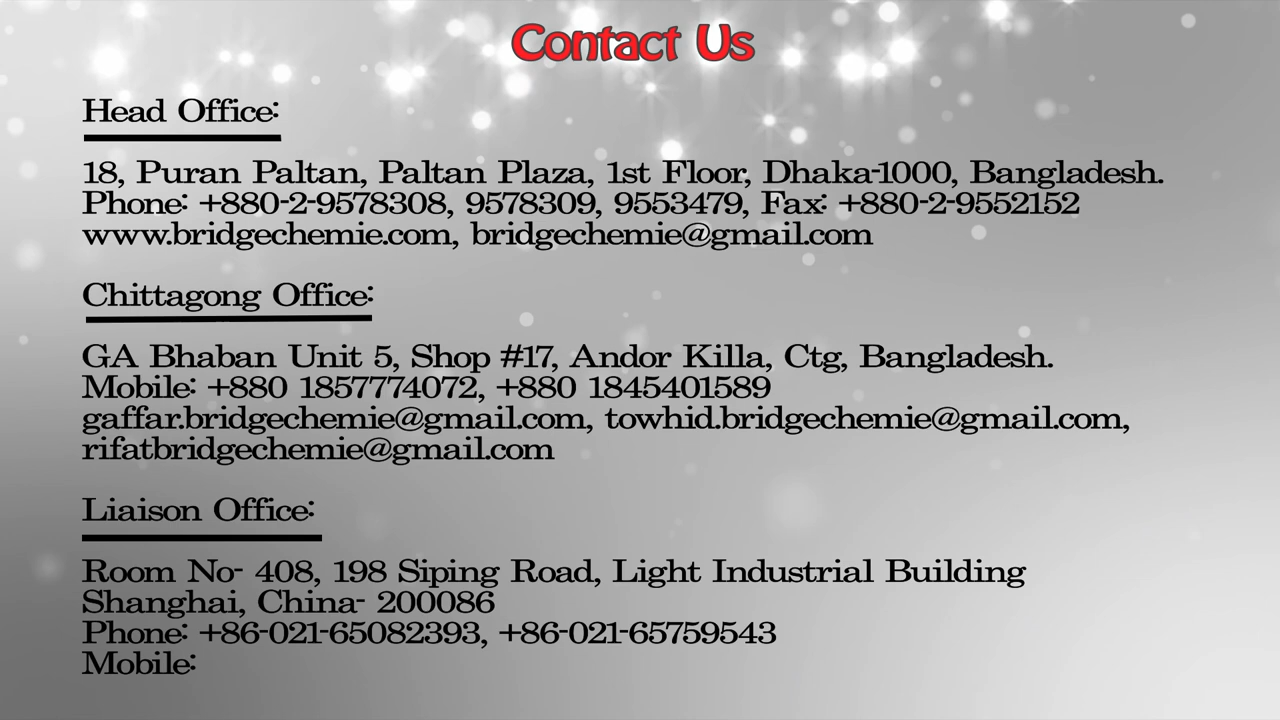 Contact Us
Head Office:
18, Puran Paltan, Paltan Plaza, 1st Floor, Dhaka-1000, Bangladesh.
Phone: +880-2-9578308, 9578309, 9553479, Fax: +880-2-9552152
www.bridgechemie.com, bridgechemie@gmail.com
Chittagong Office:
GA Bhaban Unit 5, Shop #17, Andor Killa, Ctg, Bangladesh.
Mobile: +880 1857774072, +880 1845401589
gaffar.bridgechemie@gmail.com, towhid.bridgechemie@gmail.com,
rifatbridgechemie@gmail.com
Liaison Office:
Room No- 408, 198 Siping Road, Light Industrial Building
Shanghai, China- 200086
Phone: +86-021-65082393, +86-021-65759543
Mobile: